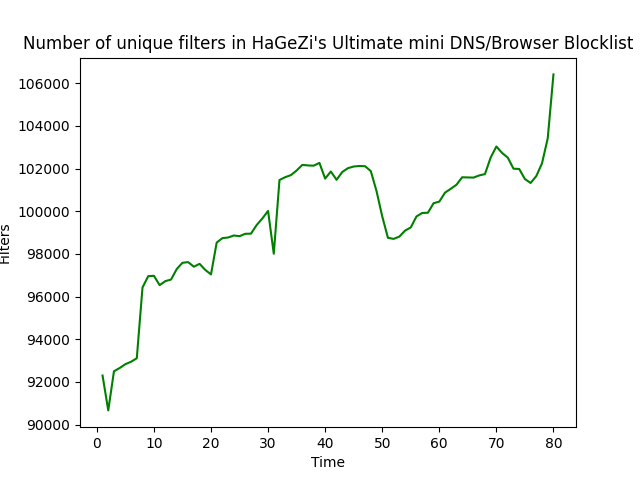 Number of unique filters in HaGeZi's Ultimate mini DNS/Browser Blocklist
106000
104000
102000
100000
98000
96000
94000
92000
90000
Filters
0 10 20 30 40 50 60 70 80
Time